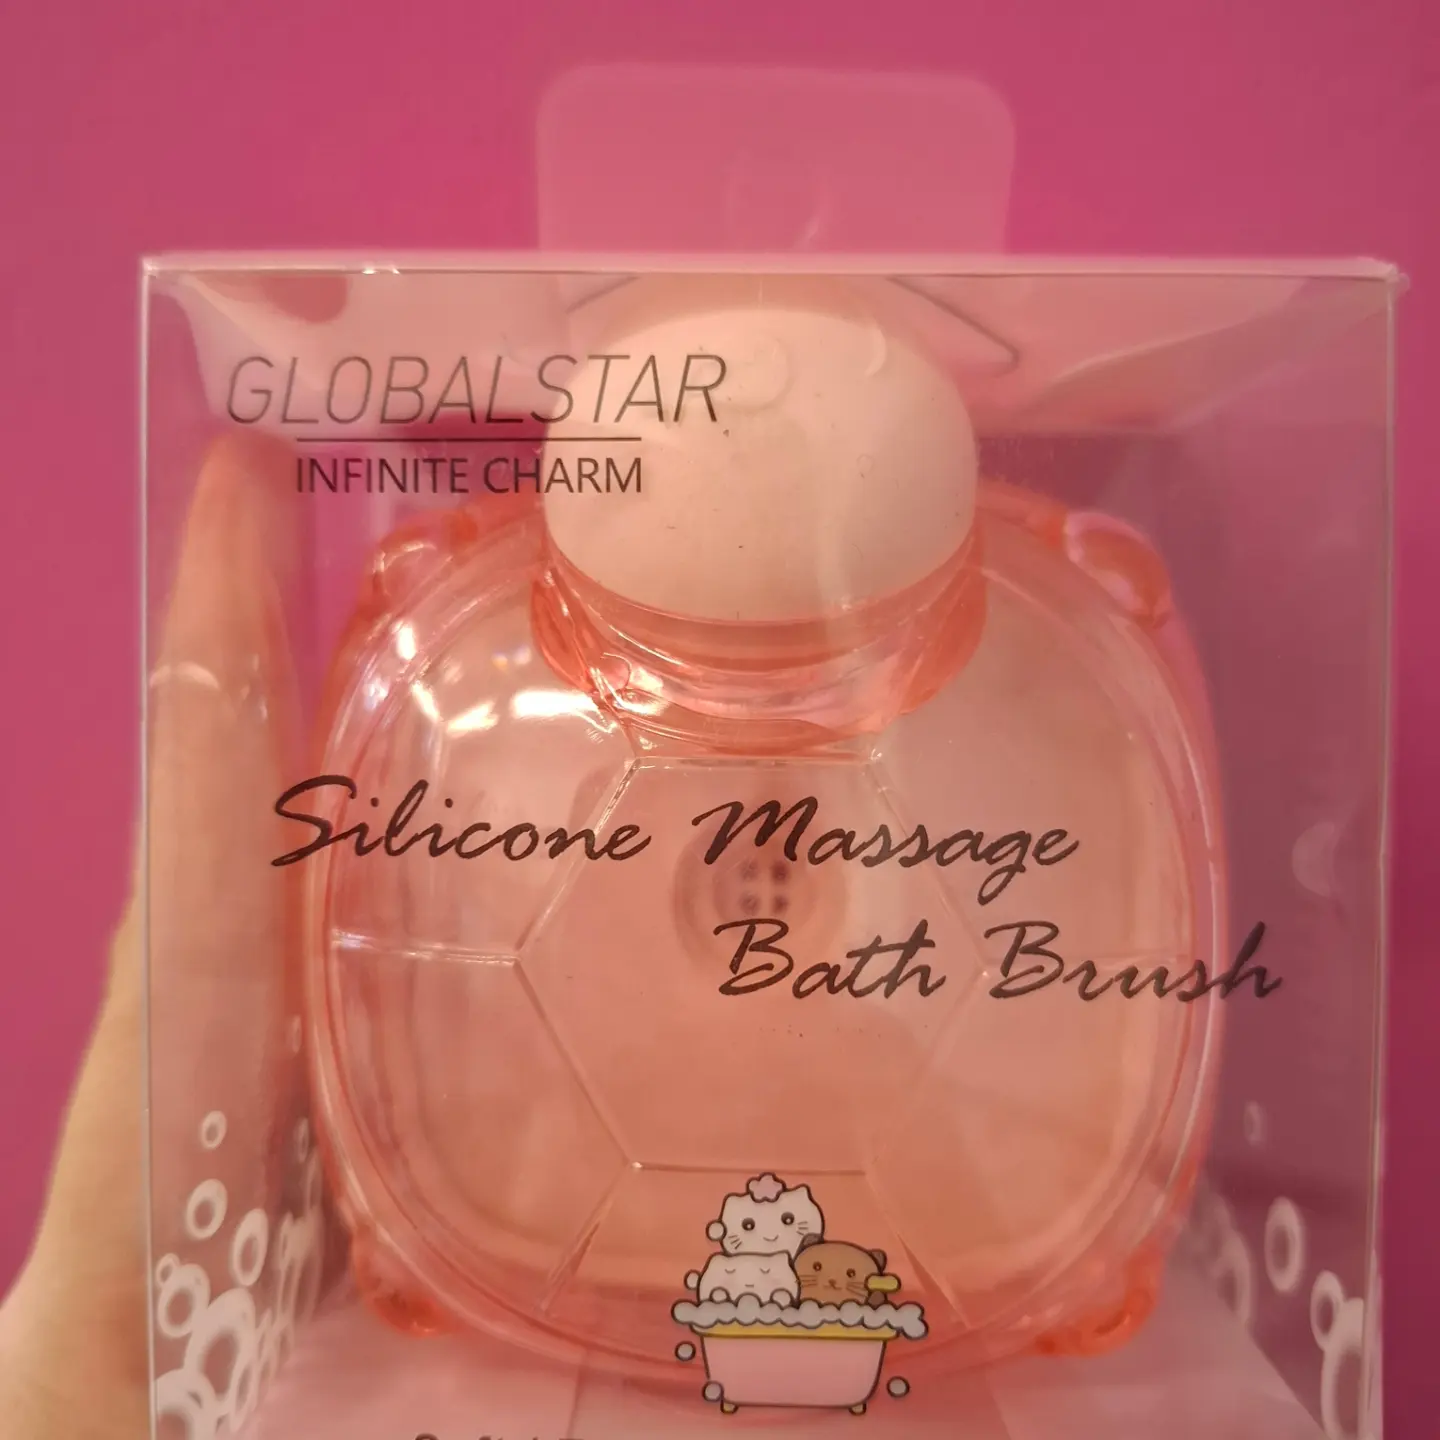 GLOBALSTAR
INFINITE CHARM
Silicone Massage
Bath Brush